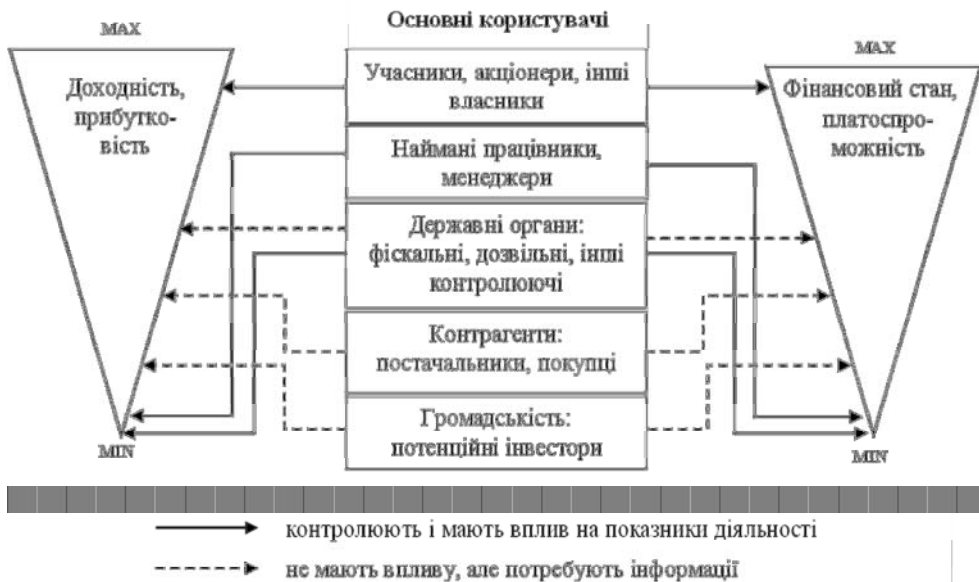 Основні користувачі
MAX
Доходність,
прибутко-
вість
MIN
Учасники, акціонери, інші
власники
Наймані працівники,
менеджери
Державні органи:
фіскальні, дозвільні, інші
контролюючі
Контрагенти:
постачальники, покупці
Громадськість:
потенційні інвестори
MAX
Фінансовий стан,
платоспро-
можність
MIN
контролюють і мають вплив на показники діяльності
не мають впливу, але потребують інформації